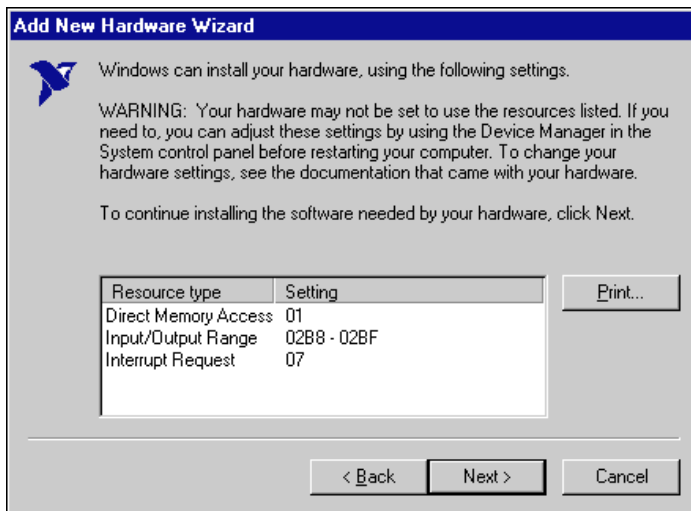 Add New Hardware Wizard
Windows can install your hardware, using the following settings.
WARNING:  Your hardware may not be set to use the resources listed. If you
need to, you can adjust these settings by using the Device Manager in the
System control panel before restarting your computer. To change your
hardware settings, see the documentation that came with your hardware.
To continue installing the software needed by your hardware, click Next.
Resource type Setting
Direct Memory Access 01
Input/Output Range 02B8 - 02BF
Interrupt Request 07
Print...
< Back Next > Cancel